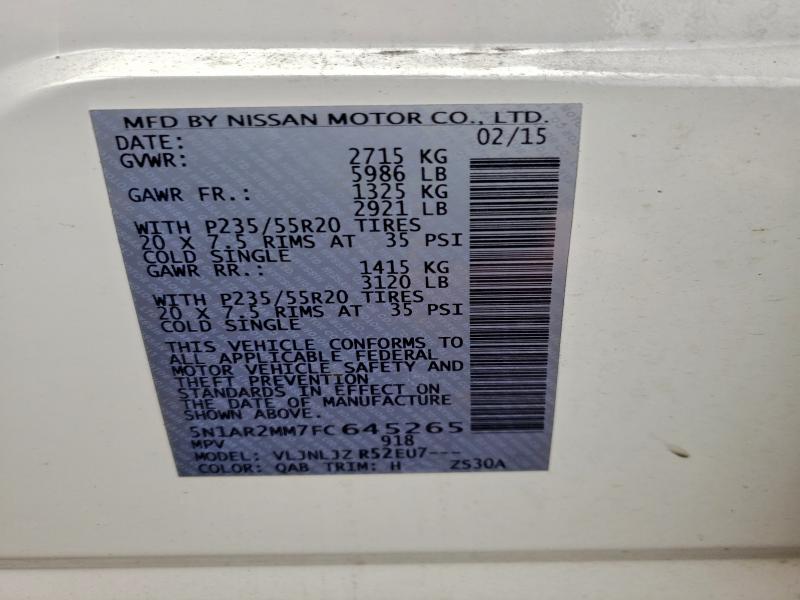 MFD BY NISSAN MOTOR CO., LTD.
DATE: 02/15
GVWR: 2715 KG
5986 LB
GAWR FR.: 1325 KG
2921 LB
WITH P235/55R20 TIRES
20 X 7.5 RIMS AT 35 PSI
COLD SINGLE
GAWR RR.: 1415 KG
3120 LB
WITH P235/55R20 TIRES
20 X 7.5 RIMS AT 35 PSI
COLD SINGLE
THIS VEHICLE CONFORMS TO
ALL APPLICABLE FEDERAL
MOTOR VEHICLE SAFETY AND
THEFT PREVENTION
STANDARDS IN EFFECT ON
THE DATE OF MANUFACTURE
SHOWN ABOVE.
5N1AR2MM7FC645265
MPV 918
MODEL: VLJNLJZ R52EU7---
COLOR: QAB TRIM: H ZS30A